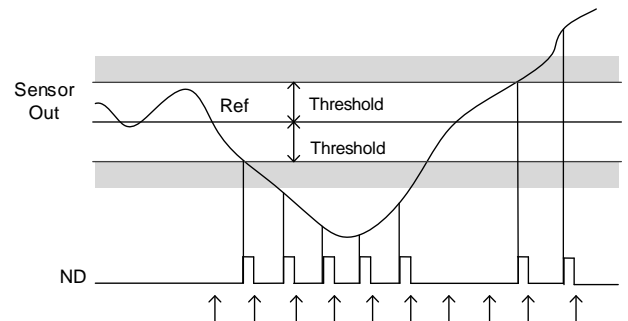 Sensor
Out
Ref
Threshold
Threshold
ND